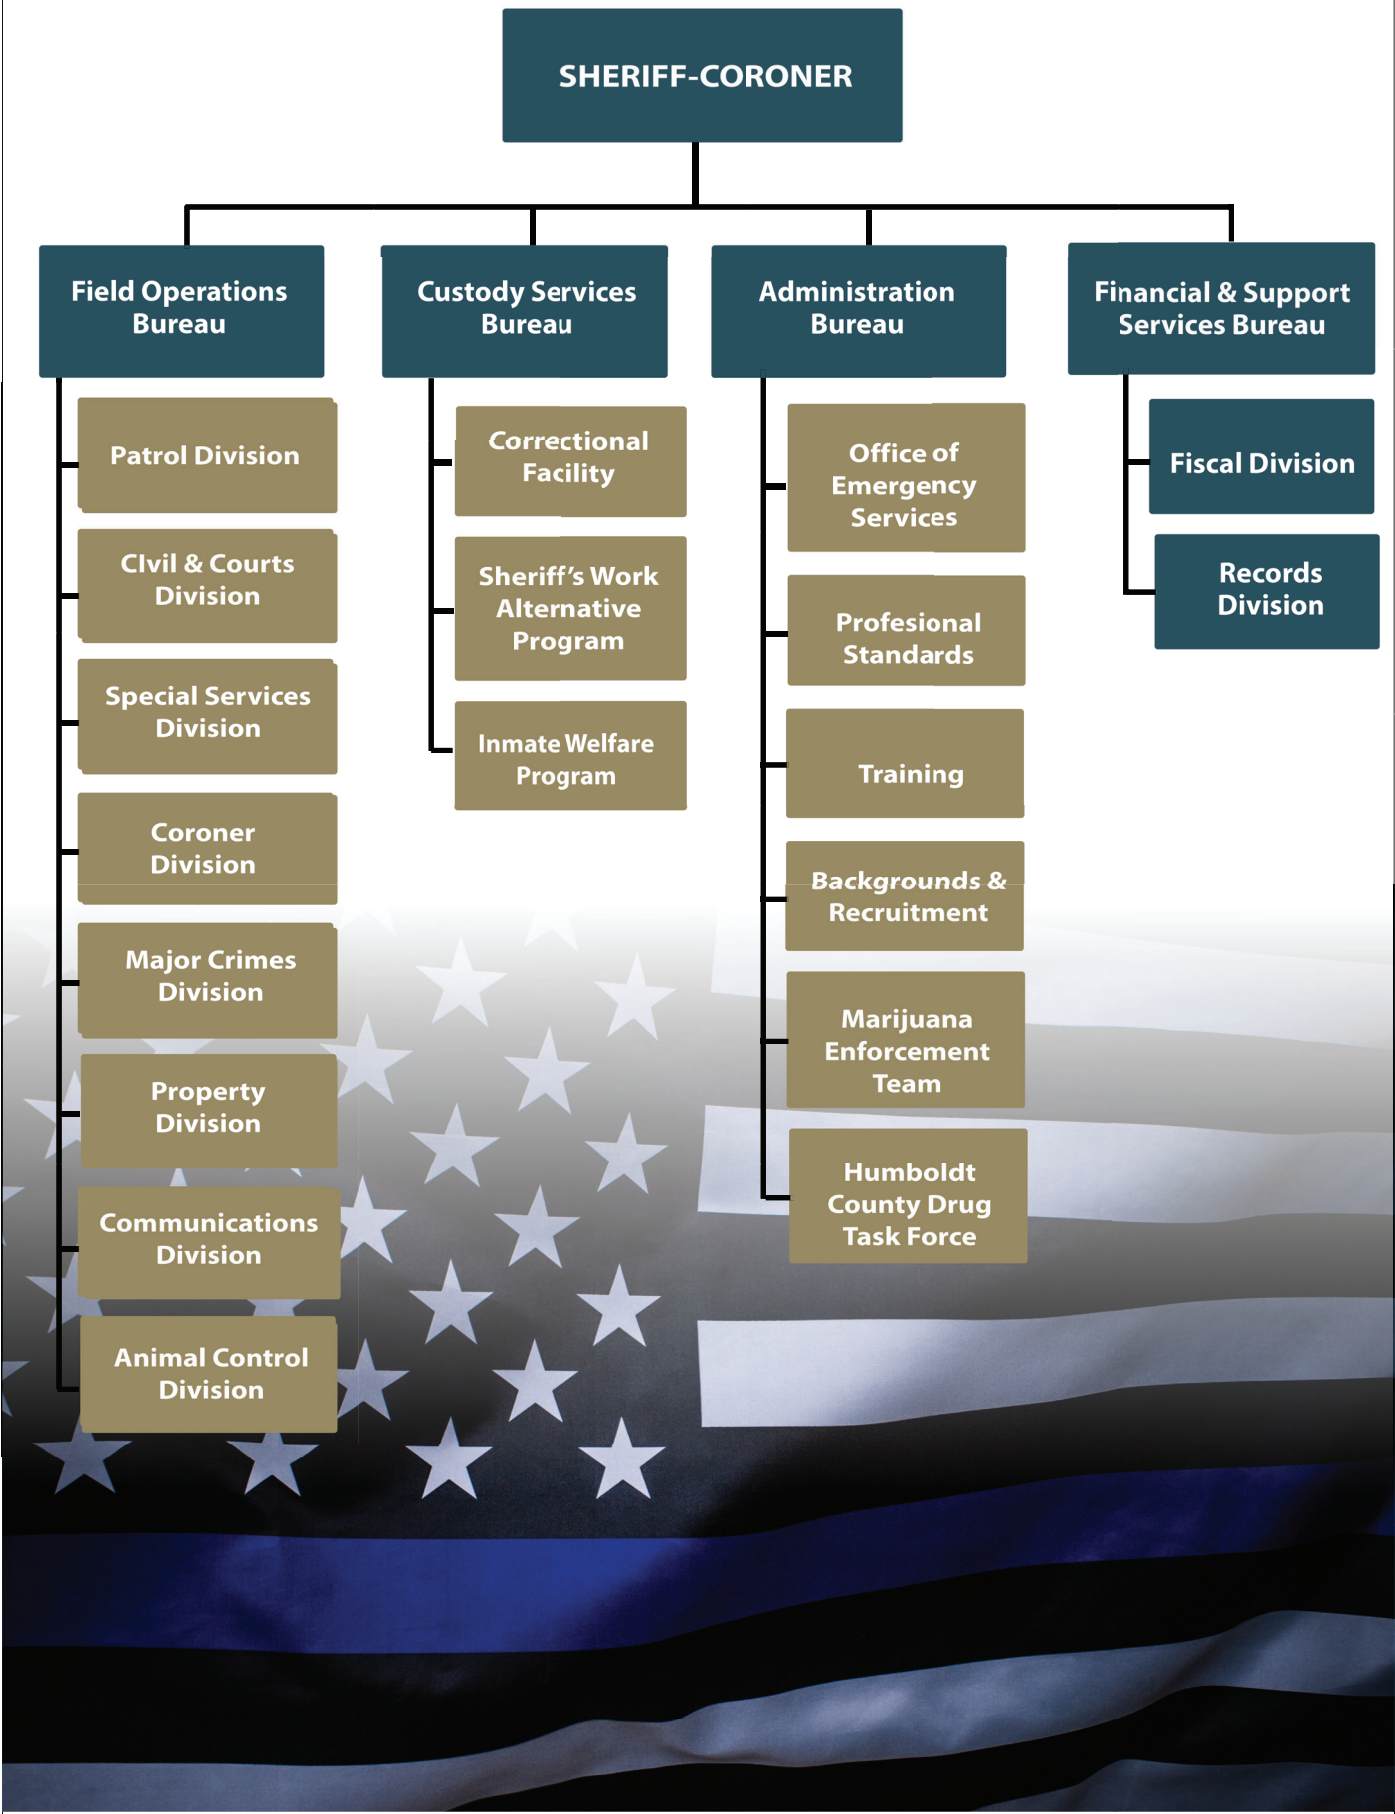 SHERIFF-CORONER
Field Operations
Bureau
Patrol Division
CIvil & Courts
Division
Special Services
Division
Coroner
Division
Major Crimes
Division
Property
Division
Communications
Division
Animal Control
Division
Custody Services
Bureau
Correctional
Facility
Sheriff's Work
Alternative
Program
Inmate Welfare
Program
Administration
Bureau
Office of
Emergency
Services
Profesional
Standards
Training
Backgrounds &
Recruitment
Marijuana
Enforcement
Team
Humboldt
County Drug
Task Force
Financial & Support
Services Bureau
Fiscal Division
Records
Division